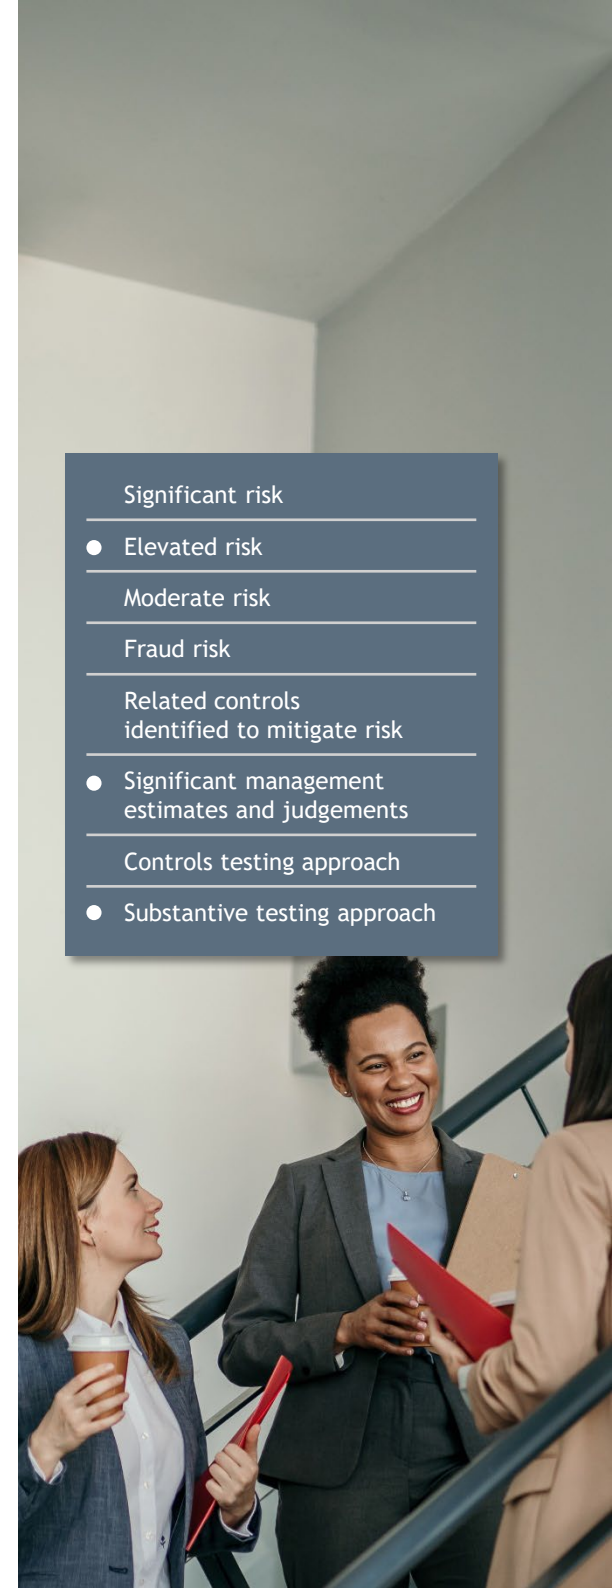 Significant risk
Elevated risk
Moderate risk
Fraud risk
Related controls
identified to mitigate risk
Significant management
estimates and judgements
Controls testing approach
Substantive testing approach